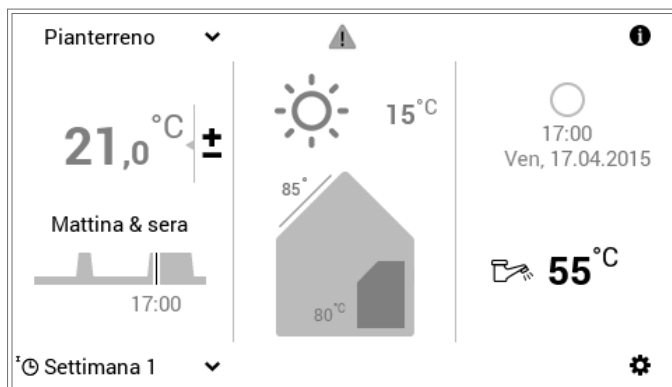 Pianterreno
21,0 °C
±
Mattina & sera
17:00
Settimana 1
15°C
85°
80°C
17:00
Ven, 17.04.2015
55°C